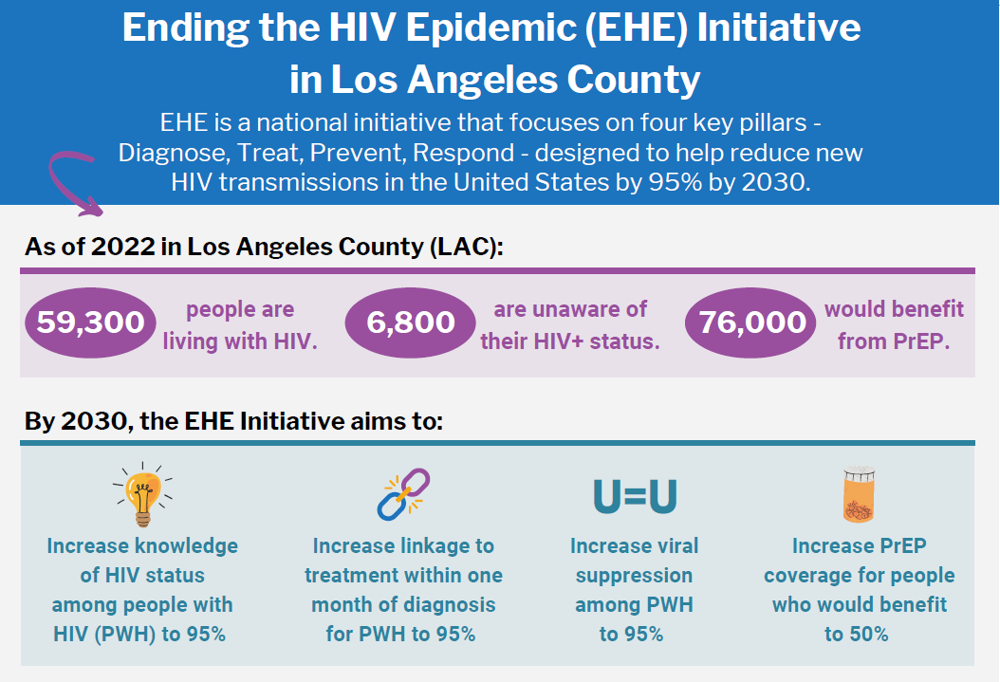 Ending the HIV Epidemic (EHE) Initiative
in Los Angeles County
EHE is a national initiative that focuses on four key pillars -
Diagnose, Treat, Prevent, Respond - designed to help reduce new
HIV transmissions in the United States by 95% by 2030.
As of 2022 in Los Angeles County (LAC):
59,300
people are
living with HIV.
6,800
are unaware of
their HIV+ status.
76,000
would benefit
from PrEP.
By 2030, the EHE Initiative aims to:
Increase knowledge
of HIV status
among people with
HIV (PWH) to 95%
Increase linkage to
treatment within one
month of diagnosis
for PWH to 95%
U=U
Increase viral
suppression
among PWH
to 95%
Increase PrEP
coverage for people
who would benefit
to 50%